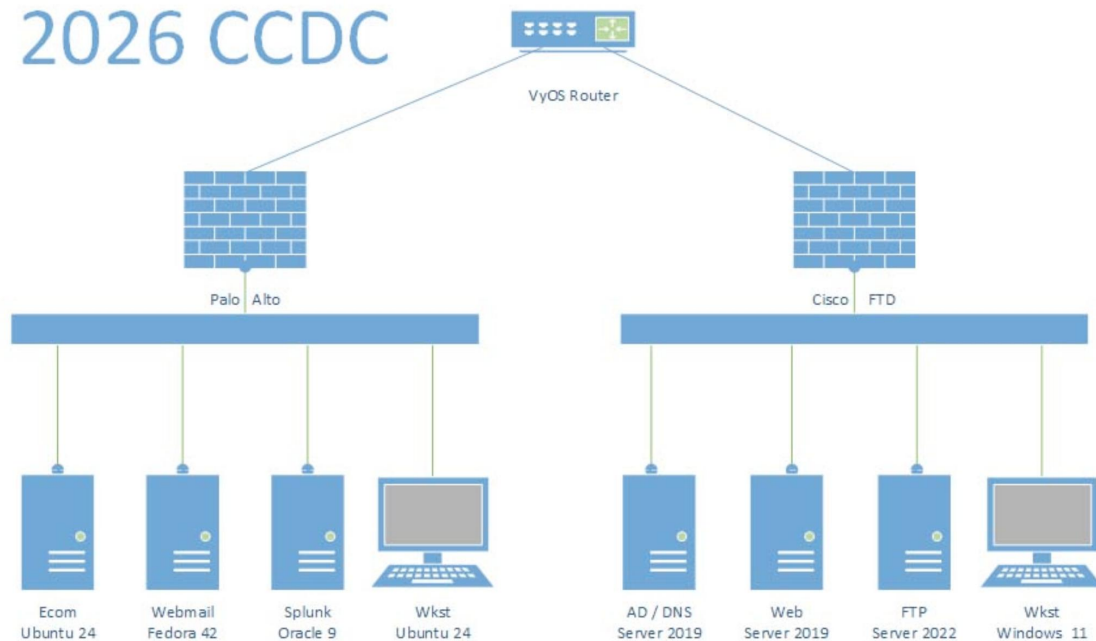 2026 CCDC
VyOS Router
Palo Alto
Cisco FTD
Ecom
Ubuntu 24
Webmail
Fedora 42
Splunk
Oracle 9
Wkst
Ubuntu 24
AD / DNS
Server 2019
Web
Server 2019
FTP
Server 2022
Wkst
Windows 11